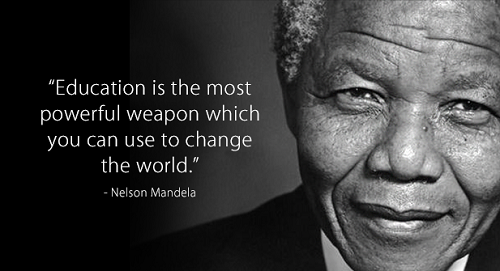 “Education is the most
powerful weapon which
you can use to change
the world.”
- Nelson Mandela